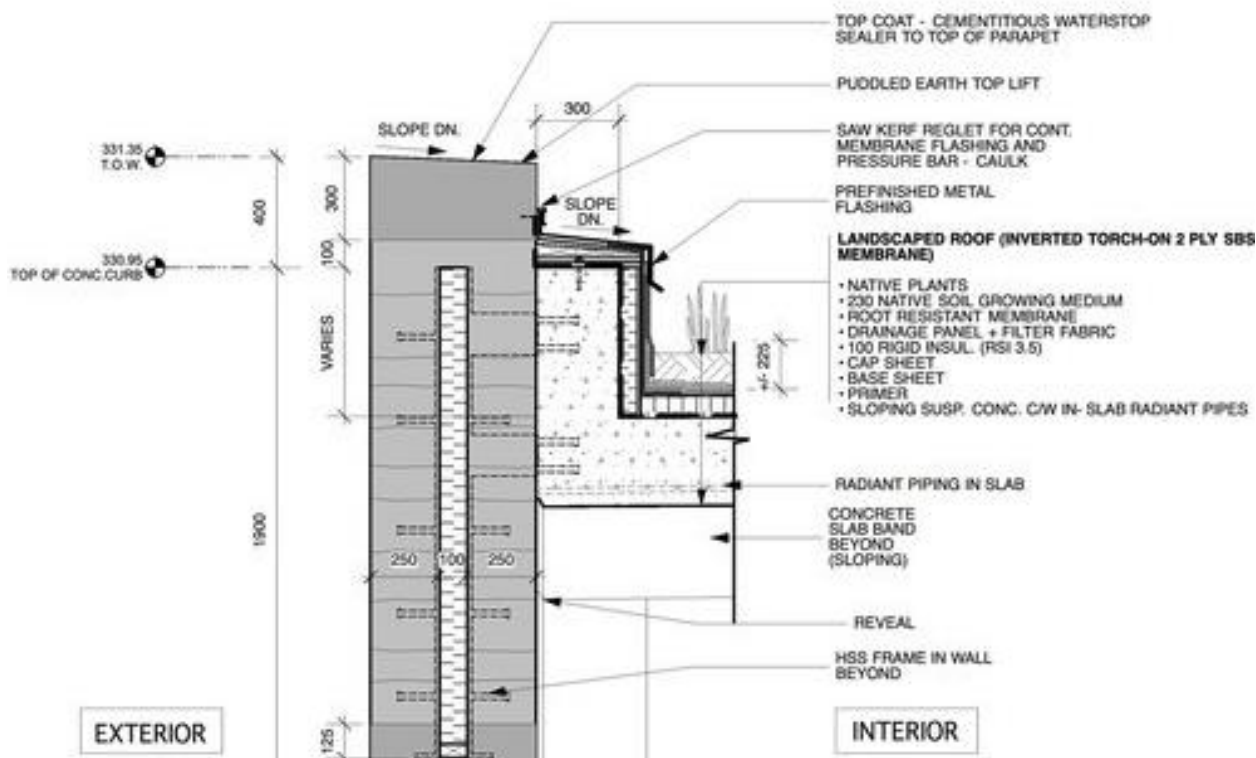 TOP COAT - CEMENTITIOUS WATERSTOP
SEALER TO TOP OF PARAPET
PUDDLED EARTH TOP LIFT
300
SLOPE DN.
SAW KERF REGLET FOR CONT.
MEMBRANE FLASHING AND
PRESSURE BAR - CAULK
331.35
T.O.W.
PREFINISHED METAL
FLASHING
300
400
SLOPE
DN.
LANDSCAPED ROOF (INVERTED TORCH-ON 2 PLY SBS
MEMBRANE)
100
330.95
TOP OF CONC.CURB
• NATIVE PLANTS
• 230 NATIVE SOIL GROWING MEDIUM
• ROOT RESISTANT MEMBRANE
• DRAINAGE PANEL + FILTER FABRIC
• 100 RIGID INSUL. (RSI 3.5)
• CAP SHEET
• BASE SHEET
• PRIMER
• SLOPING SUSP. CONC. C/W IN- SLAB RADIANT PIPES
VARIES
+/- 225
RADIANT PIPING IN SLAB
1900
CONCRETE
SLAB BAND
BEYOND
(SLOPING)
250
100
250
REVEAL
HSS FRAME IN WALL
BEYOND
125
EXTERIOR
INTERIOR